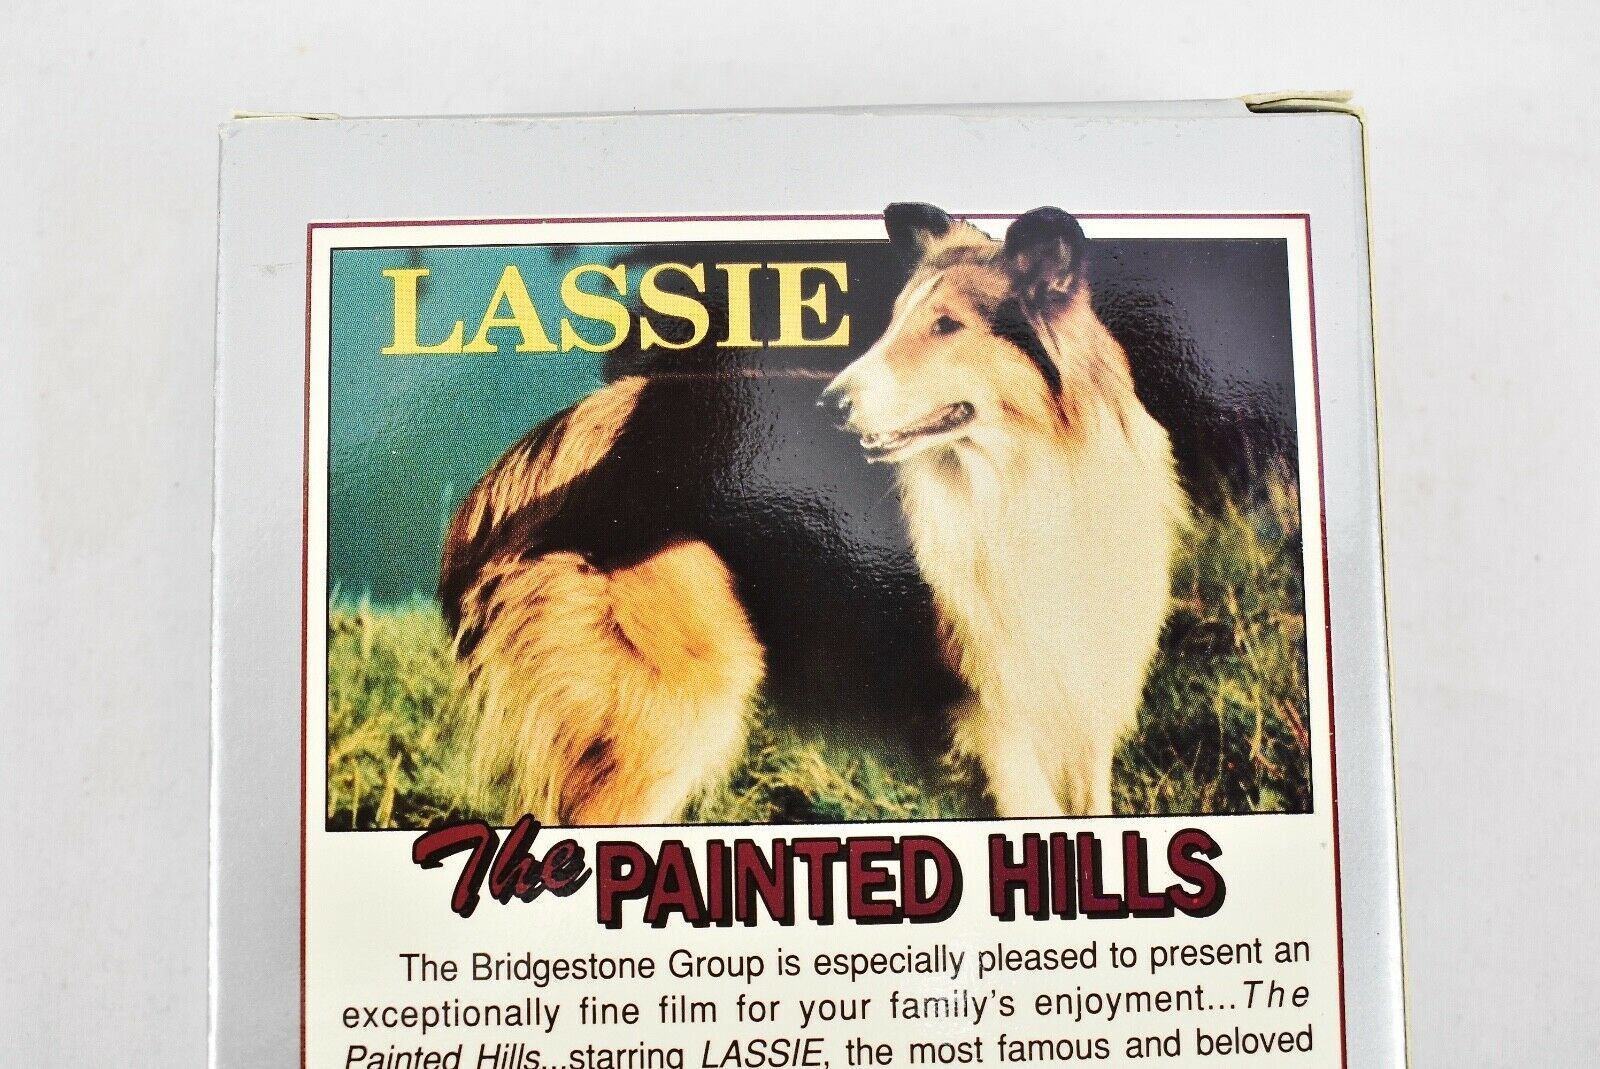 LASSIE
The PAINTED HILLS
The Bridgestone Group is especially pleased to present an
exceptionally fine film for your family's enjoyment...The
Painted Hills...starring LASSIE, the most famous and beloved